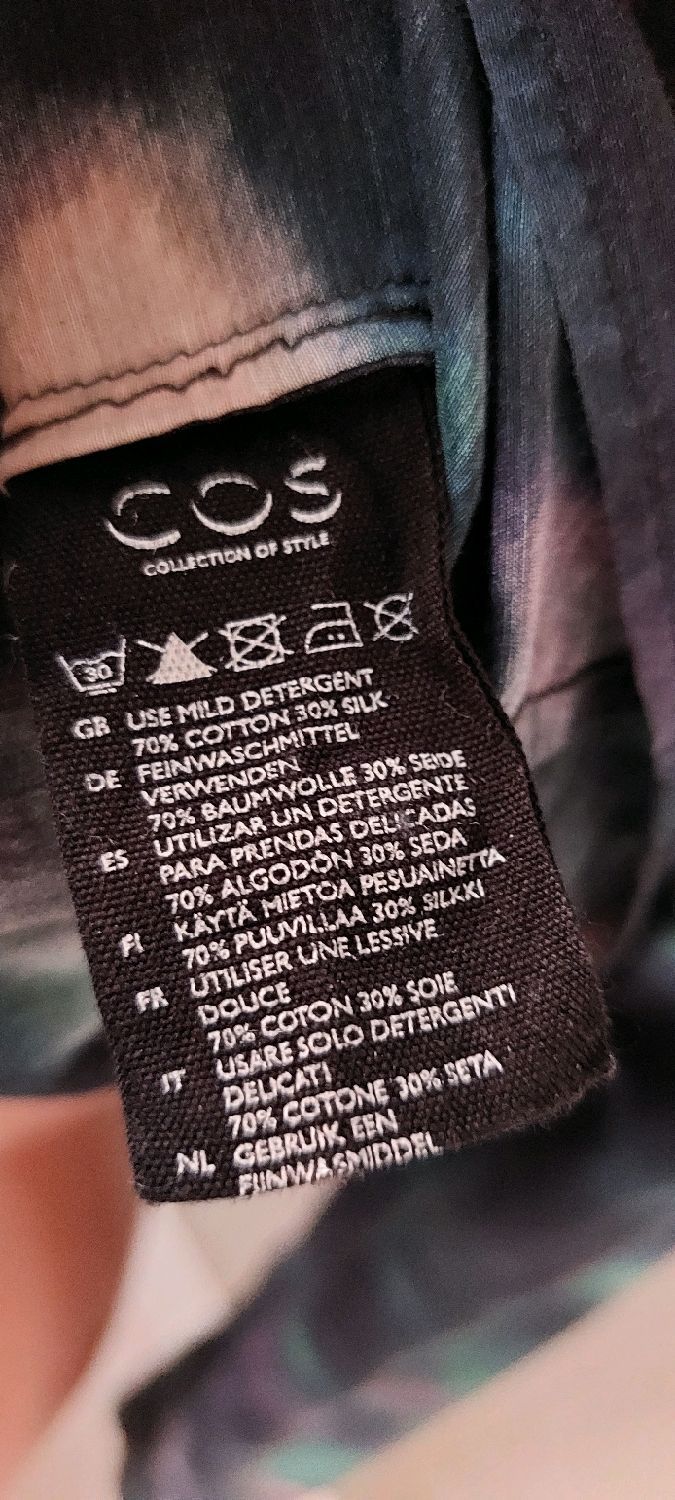 COS
COLLECTION OF STYLE
30
GB USE MILD DETERGENT
70% COTTON 30% SILK
DE FEINWASCHMITTEL
VERWENDEN
70% BAUMWOLLE 30% SEIDE
ES UTILIZAR UN DETERGENTE
PARA PRENDAS DELICADAS
70% ALGODÓN 30% SEDA
FI KÄYTÄ MIETOA PESUAINETTA
70% PUUVILLAA 30% SILKKI
FR UTILISER UNE LESSIVE
DOUCE
70% COTON 30% SOIE
IT USARE SOLO DETERGENTI
DELICATI
70% COTONE 30% SETA
NL GEBRUIK EEN
FIJNWASMIDDEL